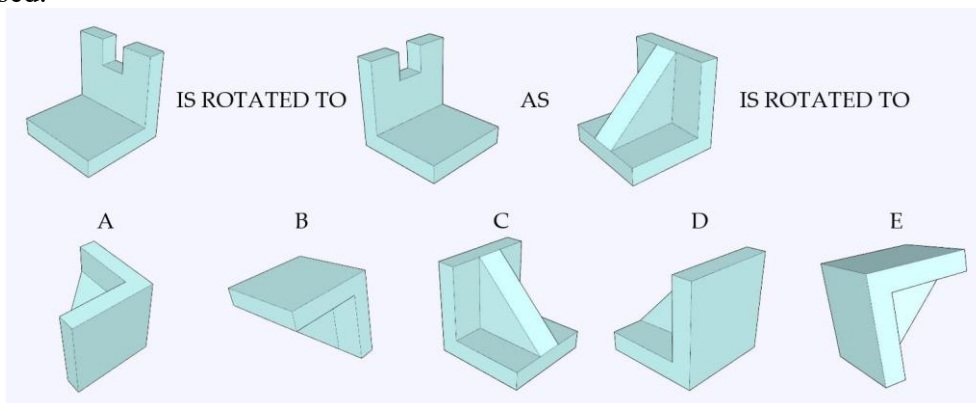 IS ROTATED TO AS IS ROTATED TO
A B C D E